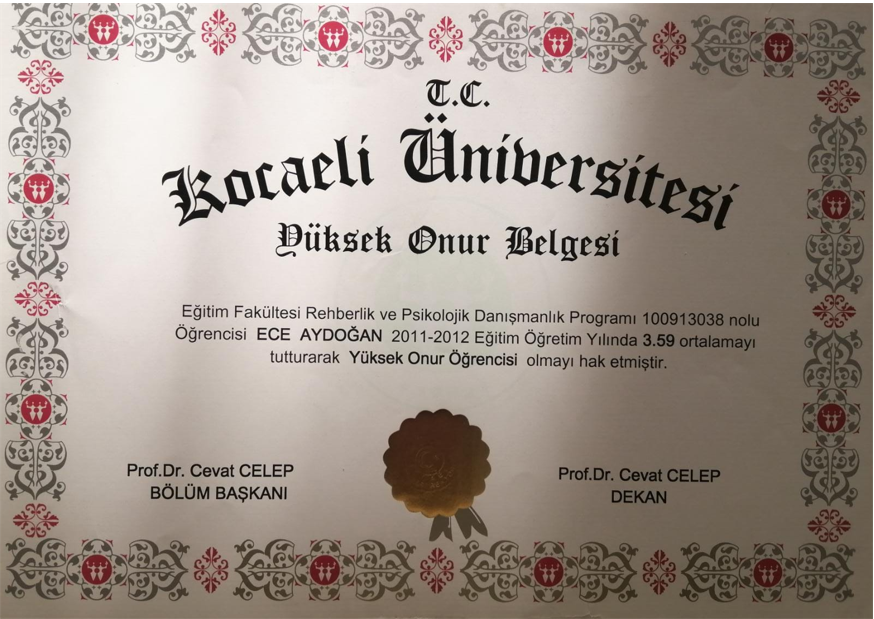 T.C.
Kocaeli Üniversitesi
Yüksek Onur Belgesi
Eğitim Fakültesi Rehberlik ve Psikolojik Danışmanlık Programı 100913038 nolu
Öğrencisi ECE AYDOĞAN 2011-2012 Eğitim Öğretim Yılında 3.59 ortalamayı
tutturarak Yüksek Onur Öğrencisi olmayı hak etmiştir.
Prof.Dr. Cevat CELEP
BÖLÜM BAŞKANI
Prof.Dr. Cevat CELEP
DEKAN